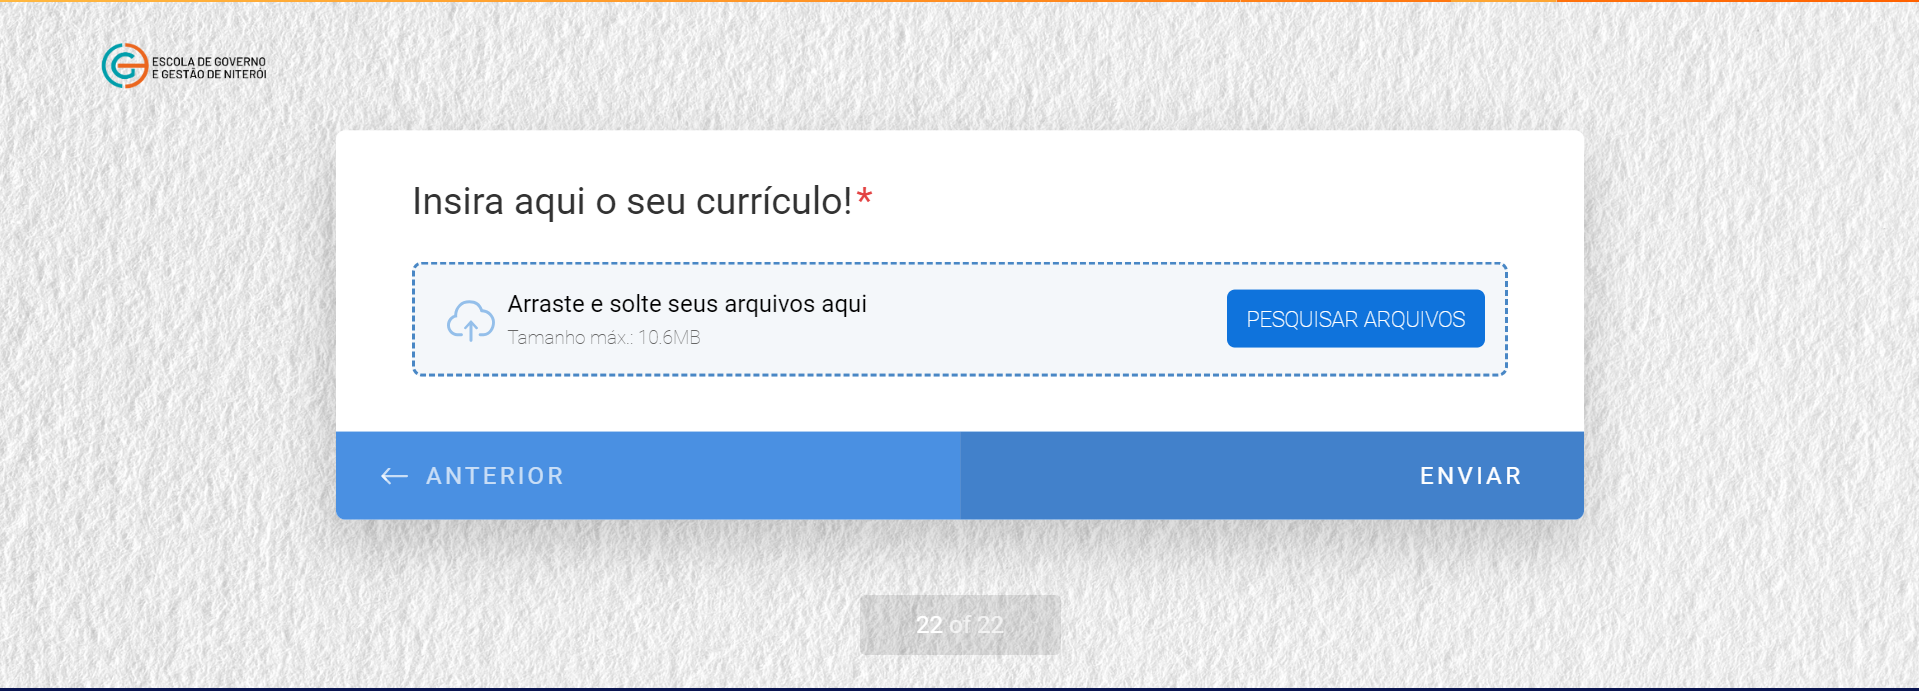 ESCOLA DE GOVERNO
E GESTÃO DE NITERÓI
Insira aqui o seu currículo!*
Arraste e solte seus arquivos aqui
Tamanho máx.: 10.6MB
PESQUISAR ARQUIVOS
ANTERIOR
ENVIAR
22 of 22